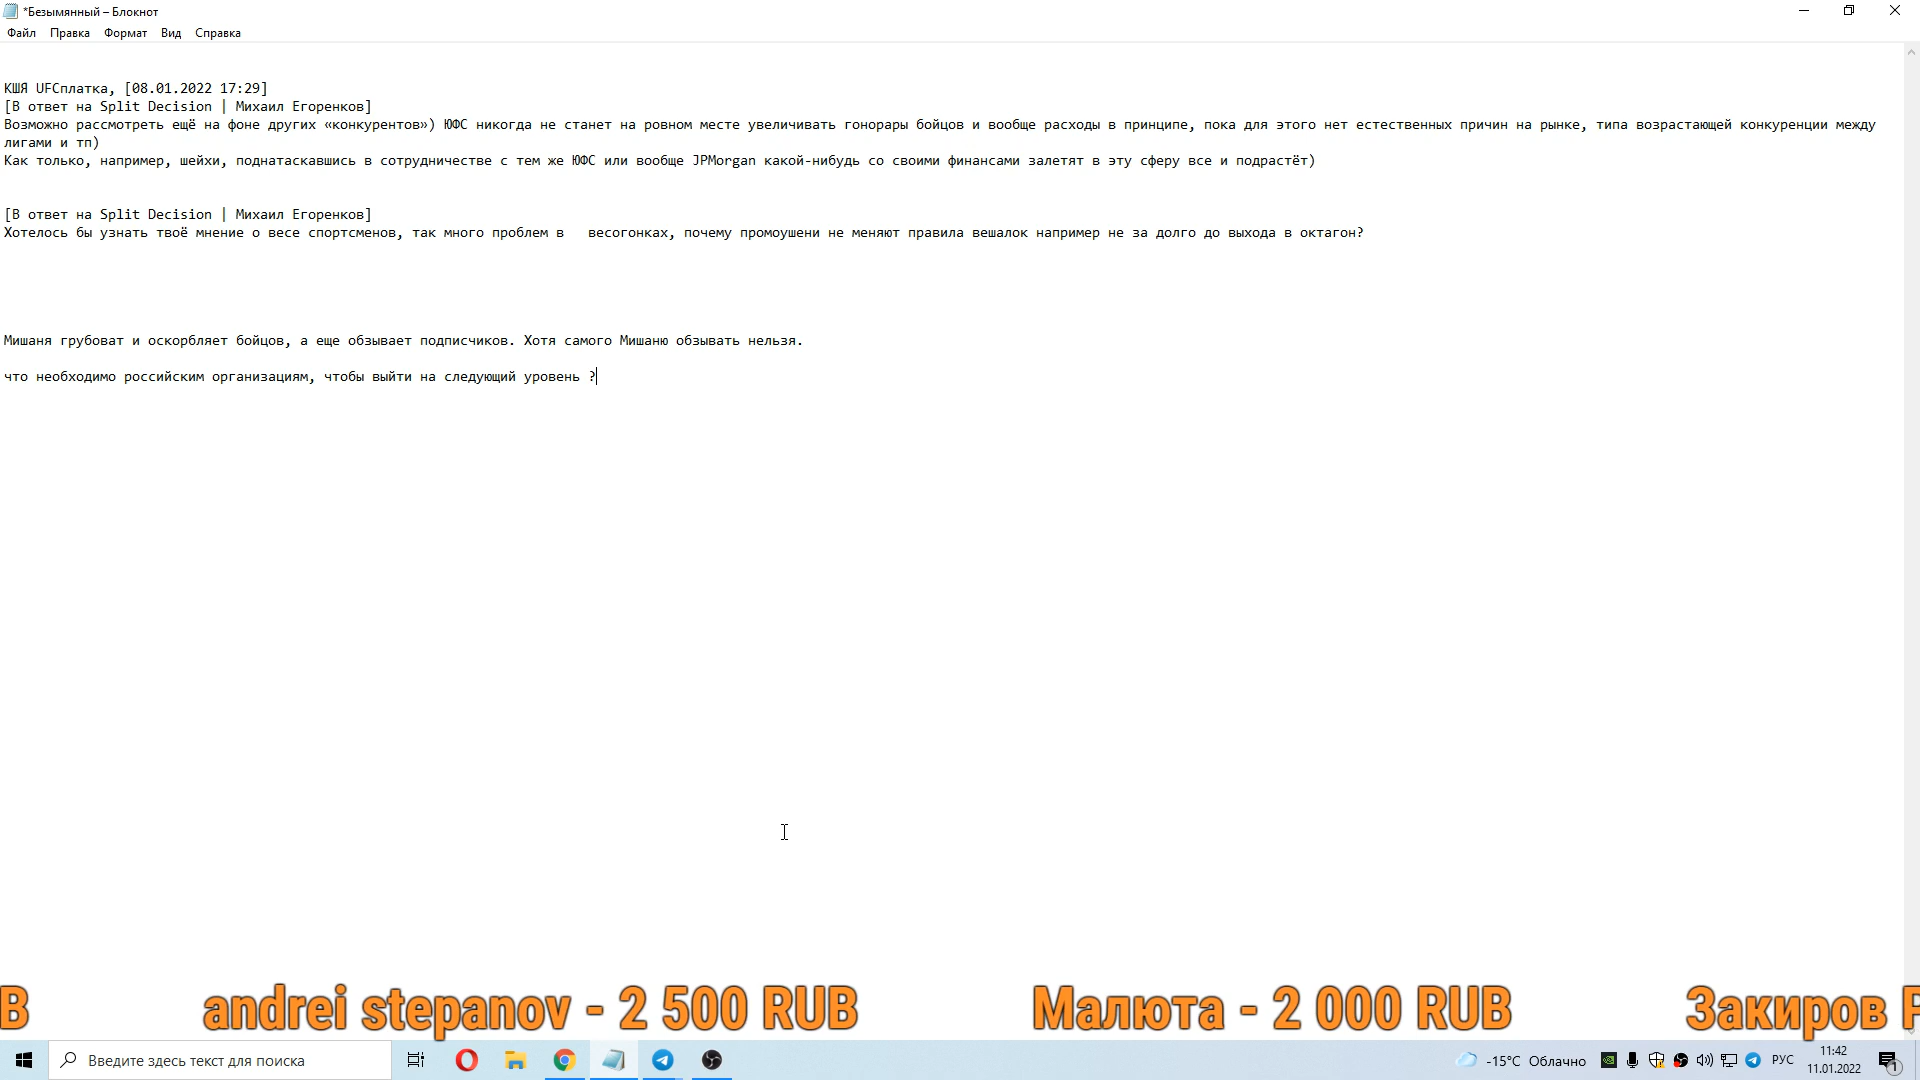 *Безымянный – Блокнот
Файл Правка Формат Вид Справка
КШЯ UFCплатка, [08.01.2022 17:29]
[В ответ на Split Decision | Михаил Егоренков]
Возможно рассмотреть ещё на фоне других «конкурентов») ЮФС никогда не станет на ровном месте увеличивать гонорары бойцов и вообще расходы в принципе, пока для этого нет естественных причин на рынке, типа возрастающей конкуренции между
лигами и тп)
Как только, например, шейхи, поднатаскавшись в сотрудничестве с тем же ЮФС или вообще JPMorgan какой-нибудь со своими финансами залетят в эту сферу все и подрастёт)
[В ответ на Split Decision | Михаил Егоренков]
Хотелось бы узнать твоё мнение о весе спортсменов, так много проблем в   весогонках, почему промоушени не меняют правила вешалок например не за долго до выхода в октагон?
Мишаня грубоват и оскорбляет бойцов, а еще обзывает подписчиков. Хотя самого Мишаню обзывать нельзя.
что необходимо российским организациям, чтобы выйти на следующий уровень ?
B andrei stepanov - 2 500 RUB Малюта - 2 000 RUB Закиров
Введите здесь текст для поиска
-15°C Облачно
РУС
11:42
11.01.2022
1